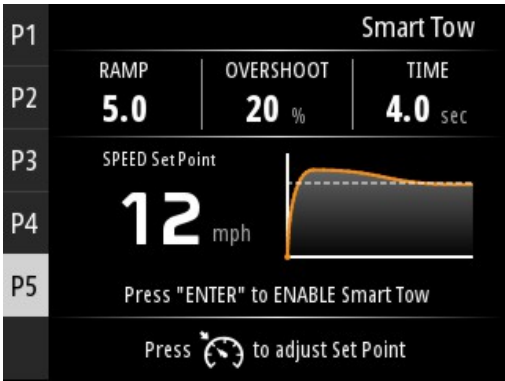 Smart Tow
P1
P2
P3
P4
P5
RAMP OVERSHOOT TIME
5.0 20 % 4.0 sec
SPEED Set Point
12 mph
Press "ENTER" to ENABLE Smart Tow
Press to adjust Set Point